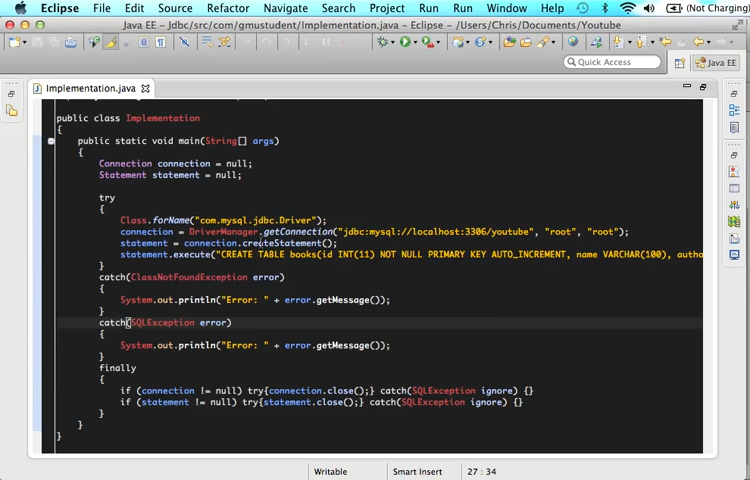 Eclipse File Edit Source Refactor Navigate Search Project Run Run Window Help (Not Charging)
Java EE - Jdbc/src/com/gmustudent/Implementation.java - Eclipse - /Users/Chris/Documents/Youtube
Quick Access
Java EE
Implementation.java
public class Implementation
{
public static void main(String[] args)
{
Connection connection = null;
Statement statement = null;
try
{
Class.forName("com.mysql.jdbc.Driver");
connection = DriverManager.getConnection("jdbc:mysql://localhost:3306/youtube", "root", "root");
statement = connection.createStatement();
statement.execute("CREATE TABLE books(id INT(11) NOT NULL PRIMARY KEY AUTO_INCREMENT, name VARCHAR(100), autho
}
catch(ClassNotFoundException error)
{
System.out.println("Error: " + error.getMessage());
}
catch(SQLException error)
{
System.out.println("Error: " + error.getMessage());
}
finally
{
if (connection != null) try{connection.close();} catch(SQLException ignore) {}
if (statement != null) try{statement.close();} catch(SQLException ignore) {}
}
}
}
Writable Smart Insert 27 : 34